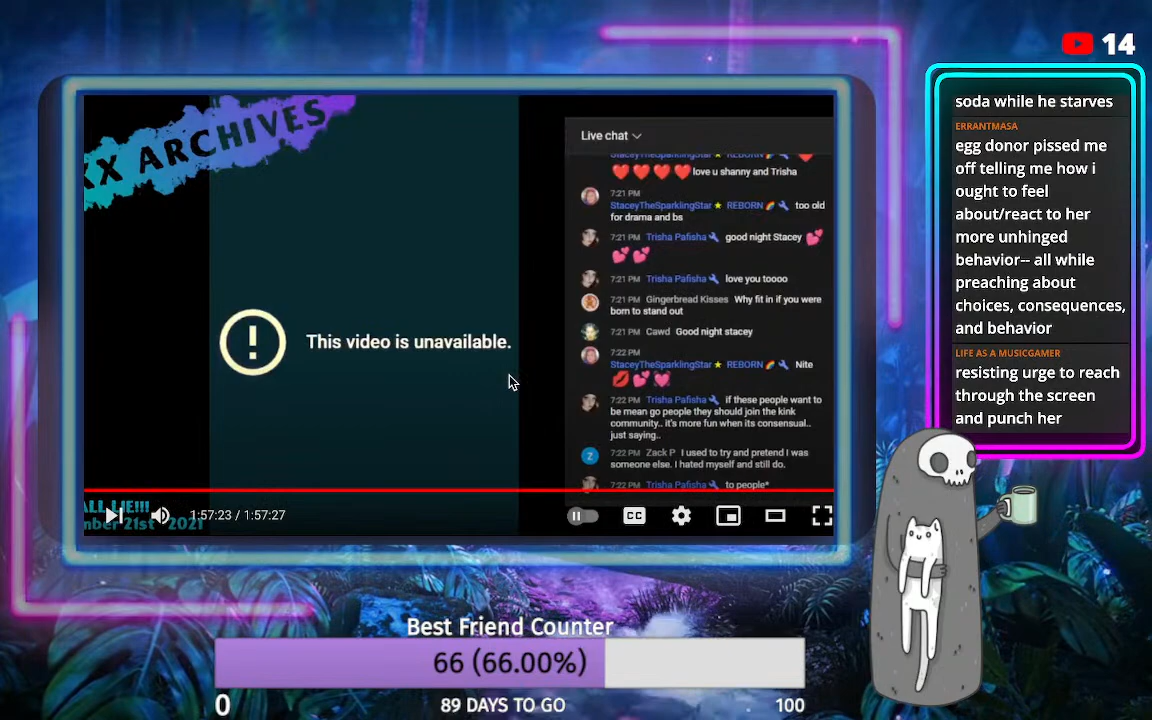 14
XX ARCHIVES
Live chat
StaceyTheSparklingStar REBORN
love u shanny and Trisha
7:21 PM
StaceyTheSparklingStar REBORN too old
for drama and bs
7:21 PM Trisha Pafisha good night Stacey
7:21 PM Trisha Pafisha love you toooo
7:21 PM Gingerbread Kisses Why fit in if you were
born to stand out
7:21 PM Cawd Good night stacey
7:22 PM
StaceyTheSparklingStar REBORN Nite
7:22 PM Trisha Pafisha if these people want to
be mean go people they should join the kink
community.. it's more fun when its consensual..
just saying..
Z 7:22 PM Zack P I used to try and pretend I was
someone else. I hated myself and still do.
7:22 PM Trisha Pafisha to people*
This video is unavailable.
ALL LIE!!!
mber 21st 2021
1:57:23 / 1:57:27
CC
soda while he starves
ERRANTMASA
egg donor pissed me
off telling me how i
ought to feel
about/react to her
more unhinged
behavior-- all while
preaching about
choices, consequences,
and behavior
LIFE AS A MUSICGAMER
resisting urge to reach
through the screen
and punch her
Best Friend Counter
66 (66.00%)
0 89 DAYS TO GO 100